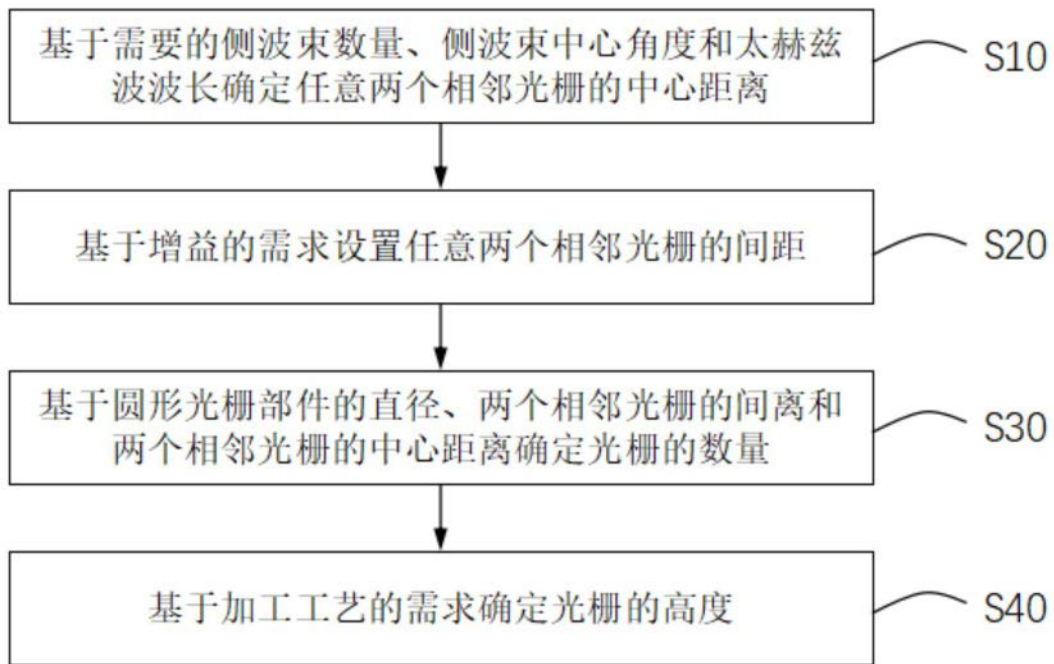 基于需要的侧波束数量、侧波束中心角度和太赫兹
波波长确定任意两个相邻光栅的中心距离
S10
基于增益的需求设置任意两个相邻光栅的间距
S20
基于圆形光栅部件的直径、两个相邻光栅的间离和
两个相邻光栅的中心距离确定光栅的数量
S30
基于加工工艺的需求确定光栅的高度
S40